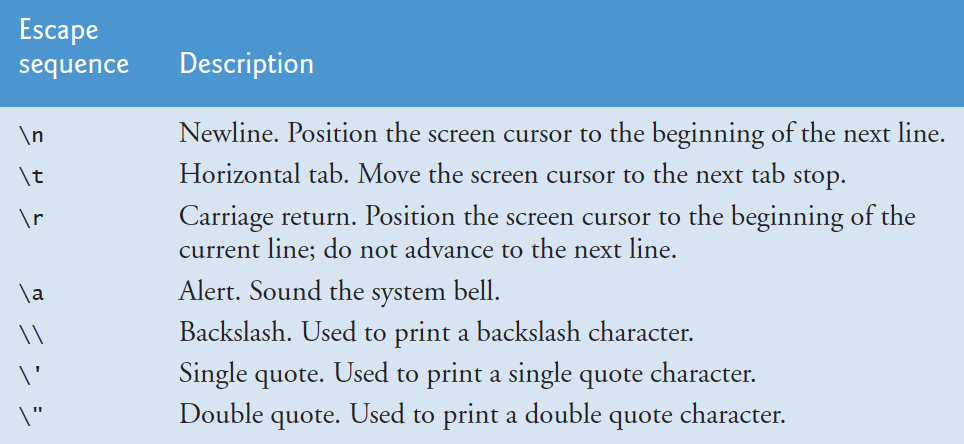 Escape
sequence Description
\n Newline. Position the screen cursor to the beginning of the next line.
\t Horizontal tab. Move the screen cursor to the next tab stop.
\r Carriage return. Position the screen cursor to the beginning of the
current line; do not advance to the next line.
\a Alert. Sound the system bell.
\\ Backslash. Used to print a backslash character.
\' Single quote. Used to print a single quote character.
\" Double quote. Used to print a double quote character.